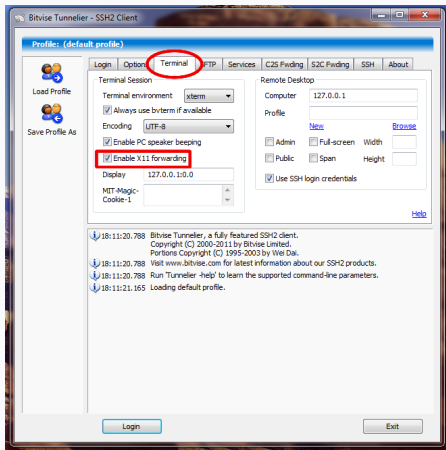 Bitvise Tunnelier - SSH2 Client
Profile: (default profile)
Load Profile
Save Profile As
Login Option Terminal FTP Services C2S Fwding S2C Fwding SSH About
Terminal Session
Terminal environment xterm
Always use bvterm if available
Encoding UTF-8
Enable PC speaker beeping
Enable X11 forwarding
Display 127.0.0.1:0.0
MIT-Magic-
Cookie-1
Remote Desktop
Computer 127.0.0.1
Profile
New Browse
Admin Full-screen Width
Public Span Height
Use SSH login credentials
Help
18:11:20.788 Bitvise Tunnelier, a fully featured SSH2 client.
Copyright (C) 2000-2011 by Bitvise Limited.
Portions Copyright (C) 1995-2003 by Wei Dai.
18:11:20.788 Visit www.bitvise.com for latest information about our SSH2 products.
18:11:20.788 Run 'Tunnelier -help' to learn the supported command-line parameters.
18:11:21.165 Loading default profile.
Login
Exit